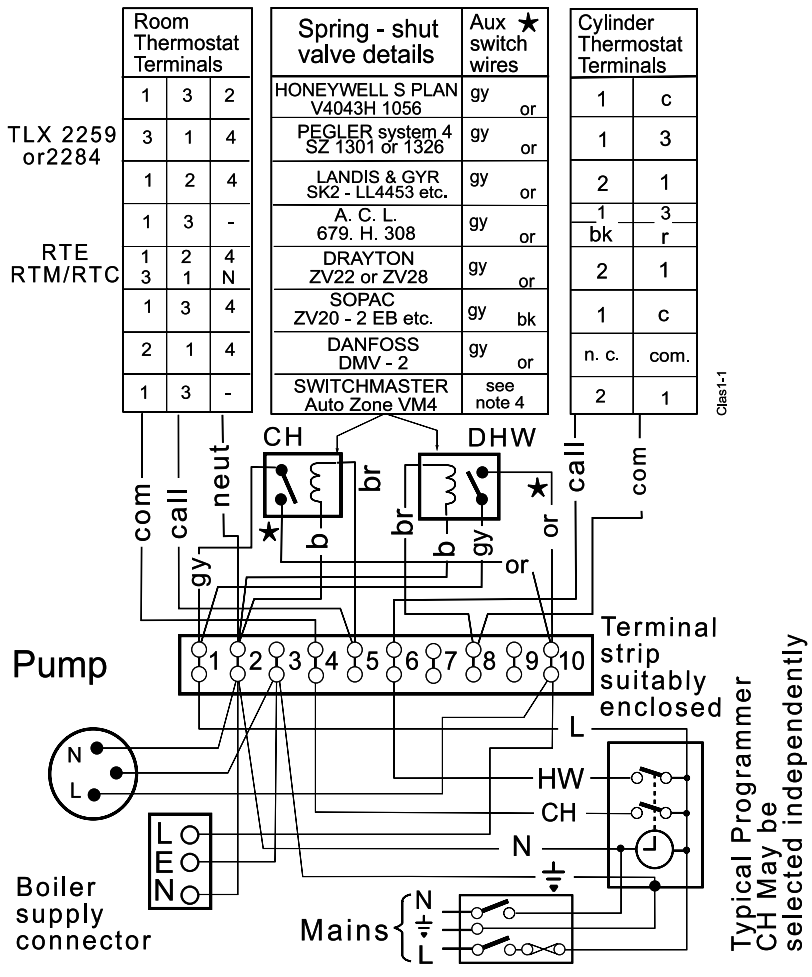 Room
Thermostat
Terminals
Spring - shut
valve details
Aux ★
switch
wires
Cylinder
Thermostat
Terminals
1 3 2
HONEYWELL S PLAN
V4043H 1056
gy or
1 c
TLX 2259
or2284
3 1 4
PEGLER system 4
SZ 1301 or 1326
gy or
1 3
1 2 4
LANDIS & GYR
SK2 - LL4453 etc.
gy or
2 1
1 3 -
A. C. L.
679. H. 308
gy or
1 3
bk r
RTE
RTM/RTC
1 2 4
3 1 N
DRAYTON
ZV22 or ZV28
gy or
2 1
1 3 4
SOPAC
ZV20 - 2 EB etc.
gy bk
1 c
2 1 4
DANFOSS
DMV - 2
gy or
n. c. com.
1 3 -
SWITCHMASTER
Auto Zone VM4
see
note 4
2 1
Clas1-1
CH
DHW
com
call
neut
gy
★
b
br
br
b
gy
★
or
or
call
com
1 2 3 4 5 6 7 8 9 10
Terminal
strip
suitably
enclosed
Pump
N
L
L
HW
CH
N
L
E
N
Boiler
supply
connector
Mains
N
L
Typical Programmer
CH May be
selected independently